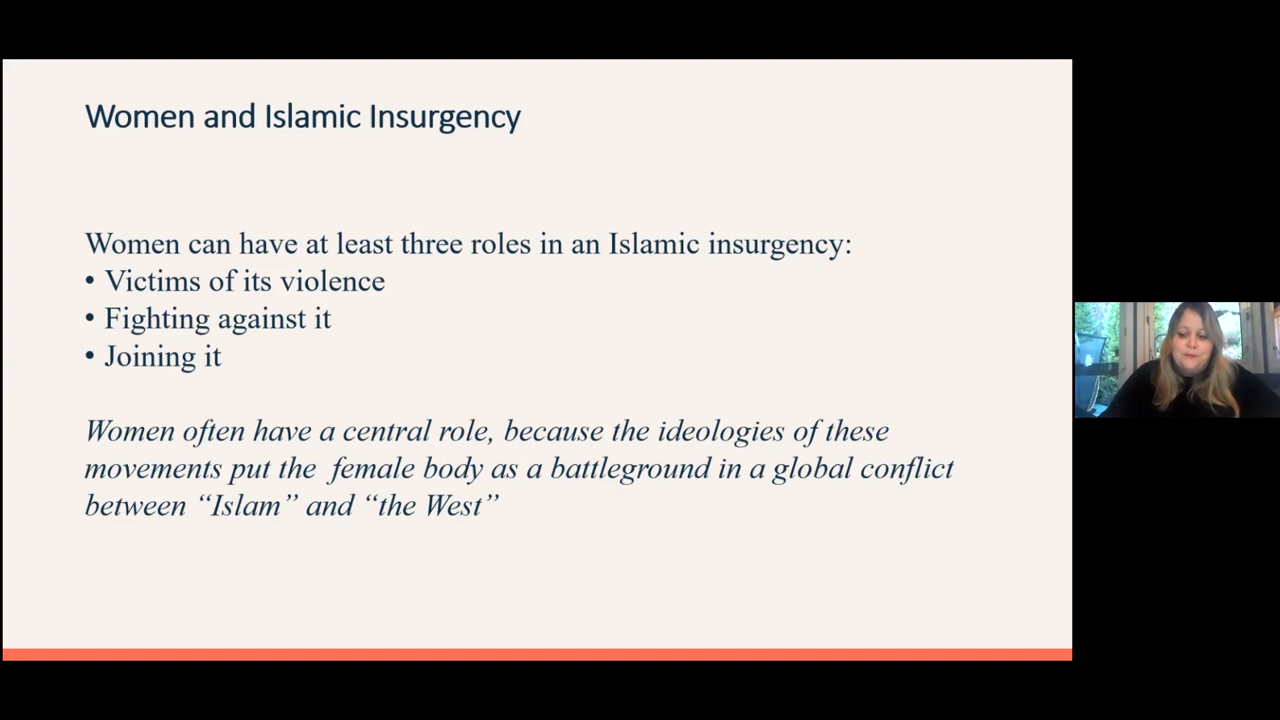 Women and Islamic Insurgency
Women can have at least three roles in an Islamic insurgency:
• Victims of its violence
• Fighting against it
• Joining it
Women often have a central role, because the ideologies of these
movements put the female body as a battleground in a global conflict
between “Islam” and “the West”